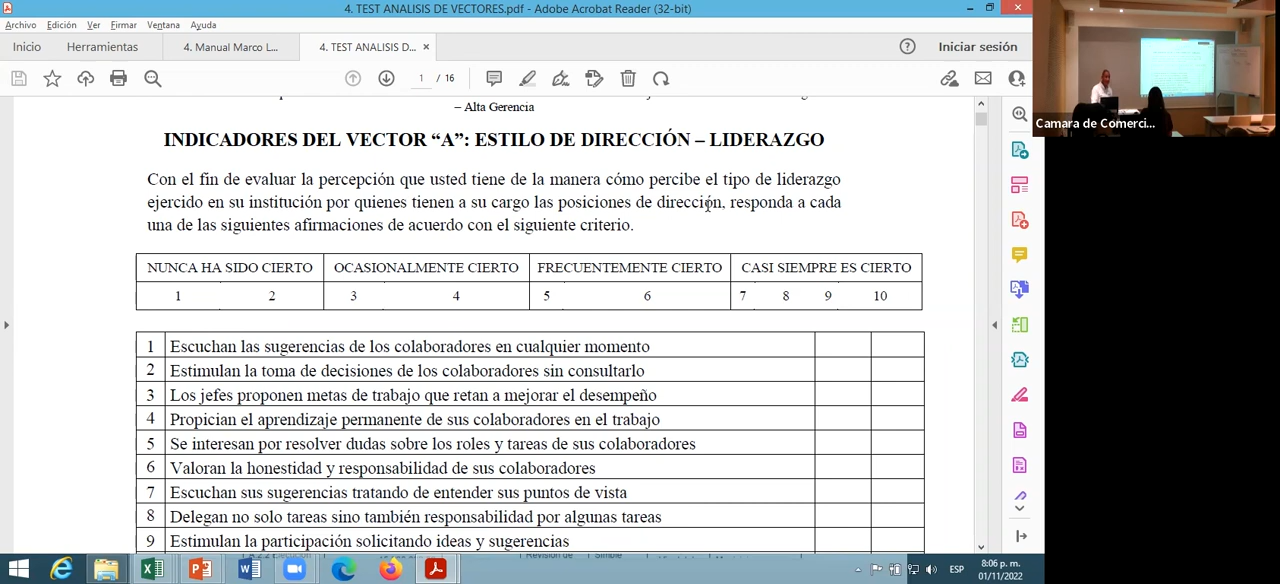 4. TEST ANALISIS DE VECTORES.pdf - Adobe Acrobat Reader (32-bit)
Archivo Edición Ver Firmar Ventana Ayuda
Inicio Herramientas 4. Manual Marco L... 4. TEST ANALISIS D... × Iniciar sesión
1 / 16
– Alta Gerencia
INDICADORES DEL VECTOR “A”: ESTILO DE DIRECCIÓN – LIDERAZGO
Con el fin de evaluar la percepción que usted tiene de la manera cómo percibe el tipo de liderazgo
ejercido en su institución por quienes tienen a su cargo las posiciones de dirección, responda a cada
una de las siguientes afirmaciones de acuerdo con el siguiente criterio.
NUNCA HA SIDO CIERTO OCASIONALMENTE CIERTO FRECUENTEMENTE CIERTO CASI SIEMPRE ES CIERTO
1 2 3 4 5 6 7 8 9 10
1 Escuchan las sugerencias de los colaboradores en cualquier momento
2 Estimulan la toma de decisiones de los colaboradores sin consultarlo
3 Los jefes proponen metas de trabajo que retan a mejorar el desempeño
4 Propician el aprendizaje permanente de sus colaboradores en el trabajo
5 Se interesan por resolver dudas sobre los roles y tareas de sus colaboradores
6 Valoran la honestidad y responsabilidad de sus colaboradores
7 Escuchan sus sugerencias tratando de entender sus puntos de vista
8 Delegan no solo tareas sino también responsabilidad por algunas tareas
9 Estimulan la participación solicitando ideas y sugerencias
Camara de Comerci...
ESP
8:06 p. m.
01/11/2022